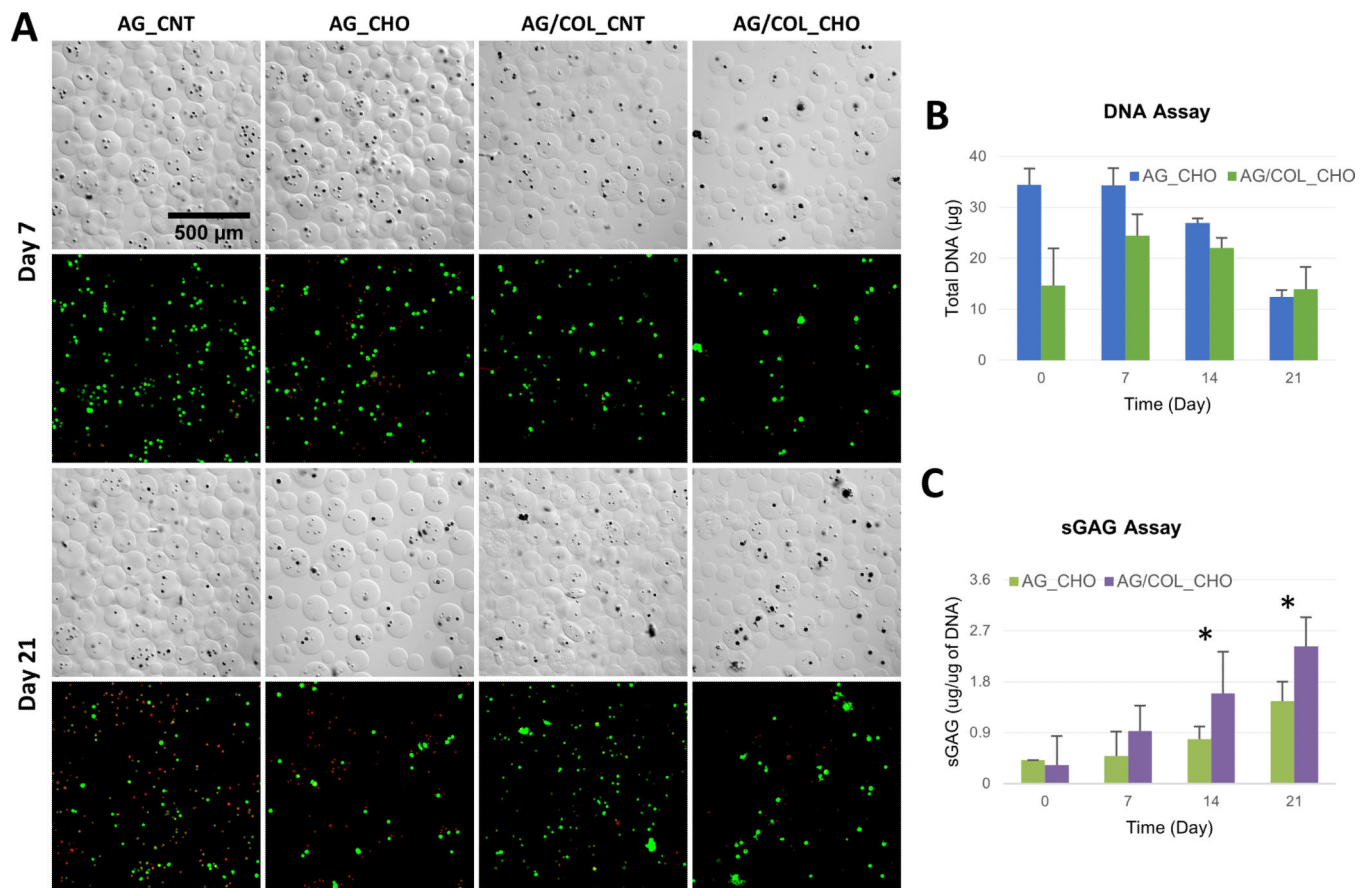 A
AG_CNT AG_CHO AG/COL_CNT AG/COL_CHO
Day 7
500 µm
Day 21
B
DNA Assay
AG_CHO AG/COL_CHO
Total DNA (µg)
40
30
20
10
0
0 7 14 21
Time (Day)
C
sGAG Assay
AG_CHO AG/COL_CHO
sGAG (ug/ug of DNA)
3.6
2.7
1.8
0.9
0
* *
0 7 14 21
Time (Day)